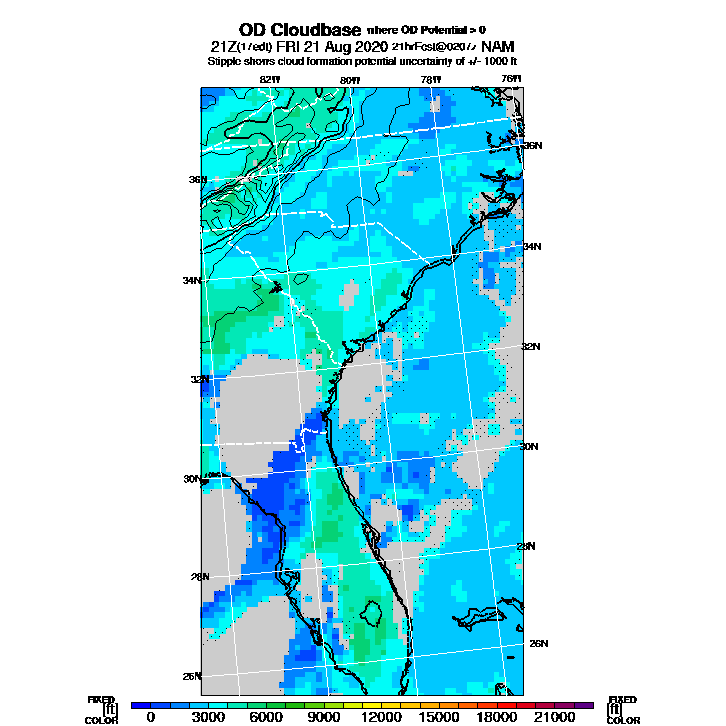 OD Cloudbase where OD Potential > 0
21Z(17edt) FRI 21 Aug 2020 21hrFcst@0207z NAM
Stipple shows cloud formation potential uncertainty of +/- 1000 ft
82W 80W 78W 76W
36N
36N
34N
34N
32N
32N
30N
30N
28N
28N
26N
26N
FIXED FIXED
[ft] [ft]
COLOR COLOR
0 3000 6000 9000 12000 15000 18000 21000